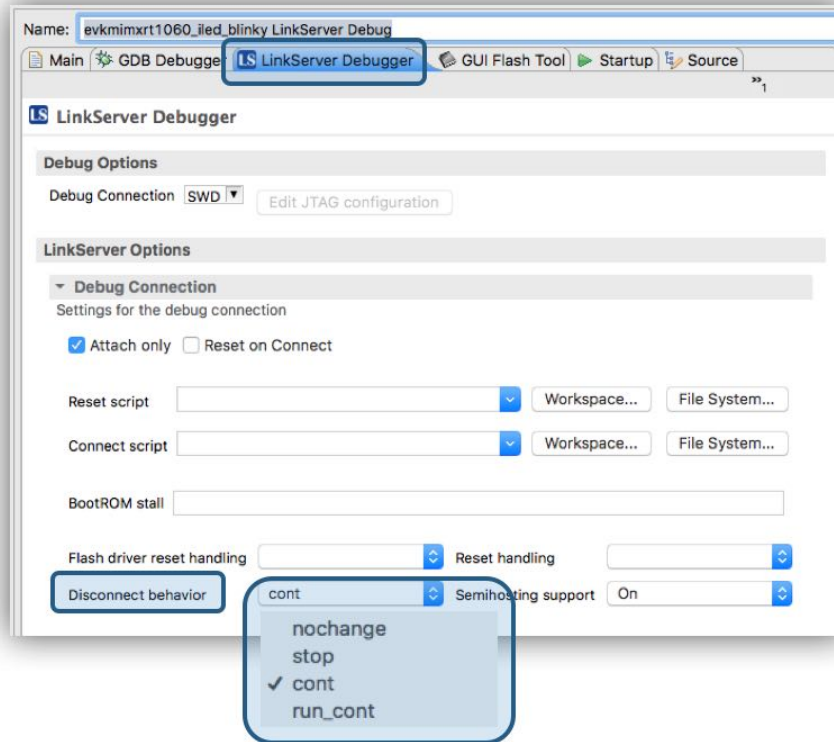 Name: evkmimxrt1060_iled_blinky LinkServer Debug
Main GDB Debugger LS LinkServer Debugger GUI Flash Tool Startup Source
»1
LS LinkServer Debugger
Debug Options
Debug Connection SWD Edit JTAG configuration
LinkServer Options
Debug Connection
Settings for the debug connection
Attach only Reset on Connect
Reset script Workspace... File System...
Connect script Workspace... File System...
BootROM stall
Flash driver reset handling Reset handling
Disconnect behavior cont Semihosting support On
nochange
stop
✓ cont
run_cont